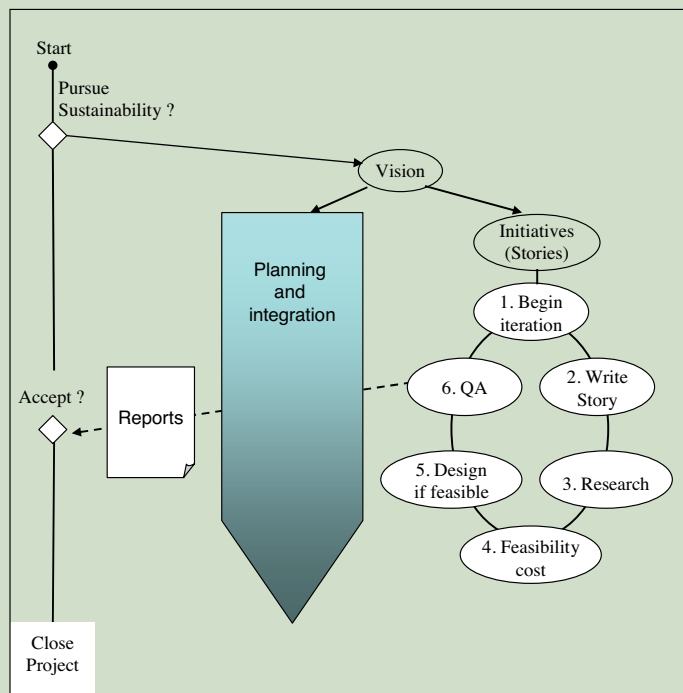 Start
Pursue
Sustainability ?
Vision
Initiatives
(Stories)
Planning
and
integration
1. Begin
iteration
2. Write
Story
3. Research
4. Feasibility
cost
5. Design
if feasible
6. QA
Reports
Accept ?
Close
Project